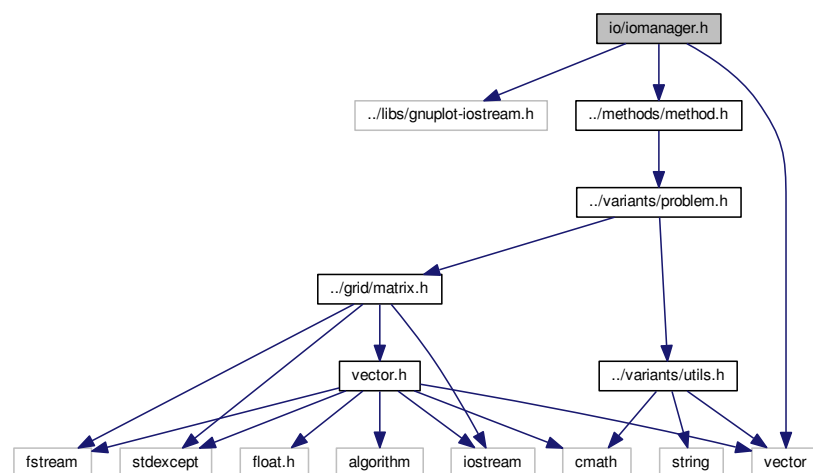 io/iomanager.h
../libs/gnuplot-iostream.h
../methods/method.h
../variants/problem.h
../grid/matrix.h
vector.h
../variants/utils.h
fstream
stdexcept
float.h
algorithm
iostream
cmath
string
vector